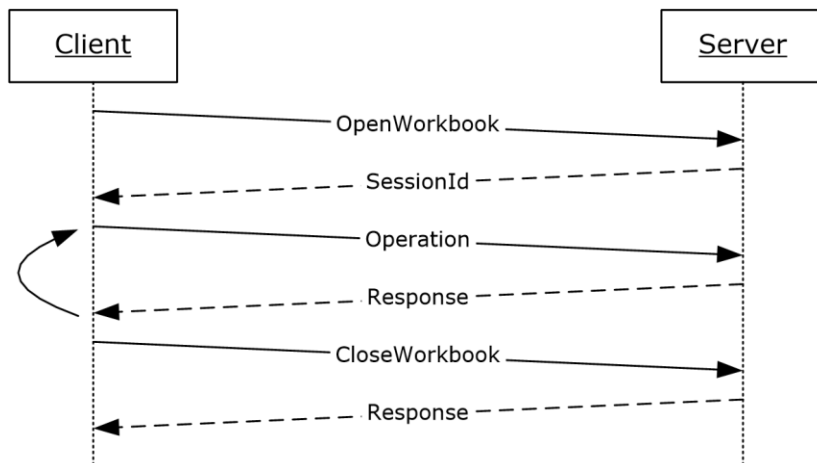 Client
Server
OpenWorkbook
SessionId
Operation
Response
CloseWorkbook
Response